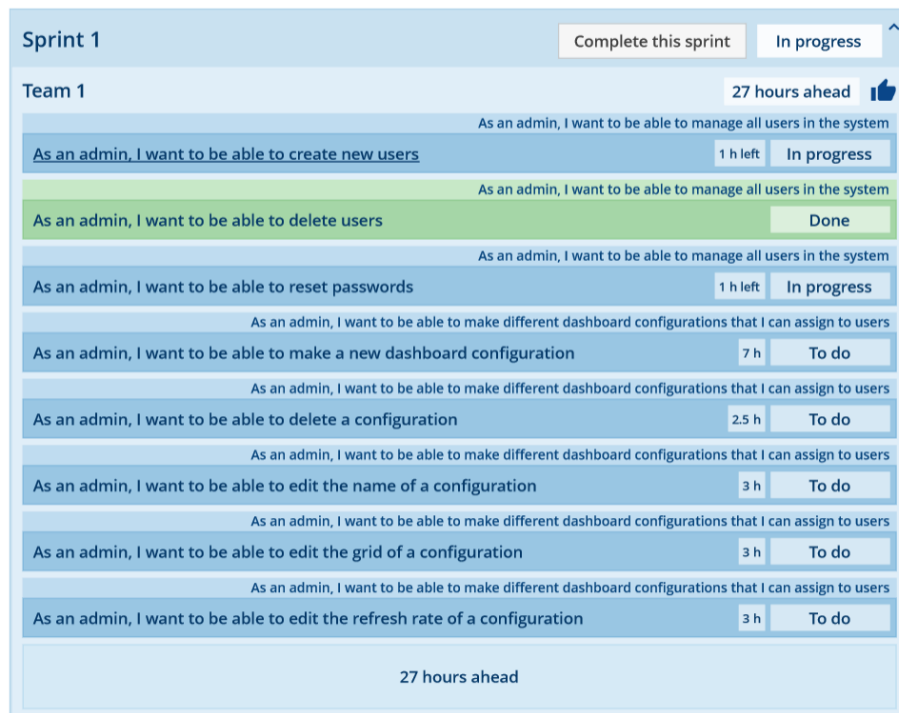 Sprint 1
Complete this sprint
In progress
Team 1
27 hours ahead
As an admin, I want to be able to manage all users in the system
As an admin, I want to be able to create new users
1 h left
In progress
As an admin, I want to be able to manage all users in the system
As an admin, I want to be able to delete users
Done
As an admin, I want to be able to manage all users in the system
As an admin, I want to be able to reset passwords
1 h left
In progress
As an admin, I want to be able to make different dashboard configurations that I can assign to users
As an admin, I want to be able to make a new dashboard configuration
7 h
To do
As an admin, I want to be able to make different dashboard configurations that I can assign to users
As an admin, I want to be able to delete a configuration
2.5 h
To do
As an admin, I want to be able to make different dashboard configurations that I can assign to users
As an admin, I want to be able to edit the name of a configuration
3 h
To do
As an admin, I want to be able to make different dashboard configurations that I can assign to users
As an admin, I want to be able to edit the grid of a configuration
3 h
To do
As an admin, I want to be able to make different dashboard configurations that I can assign to users
As an admin, I want to be able to edit the refresh rate of a configuration
3 h
To do
27 hours ahead